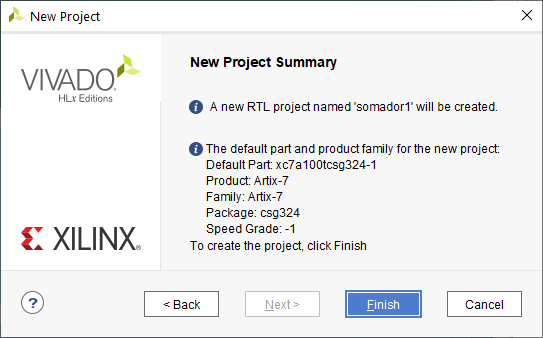 New Project
VIVADO
HLx Editions
XILINX
New Project Summary
A new RTL project named 'somador1' will be created.
The default part and product family for the new project:
Default Part: xc7a100tcsg324-1
Product: Artix-7
Family: Artix-7
Package: csg324
Speed Grade: -1
To create the project, click Finish
?
< Back
Next >
Finish
Cancel